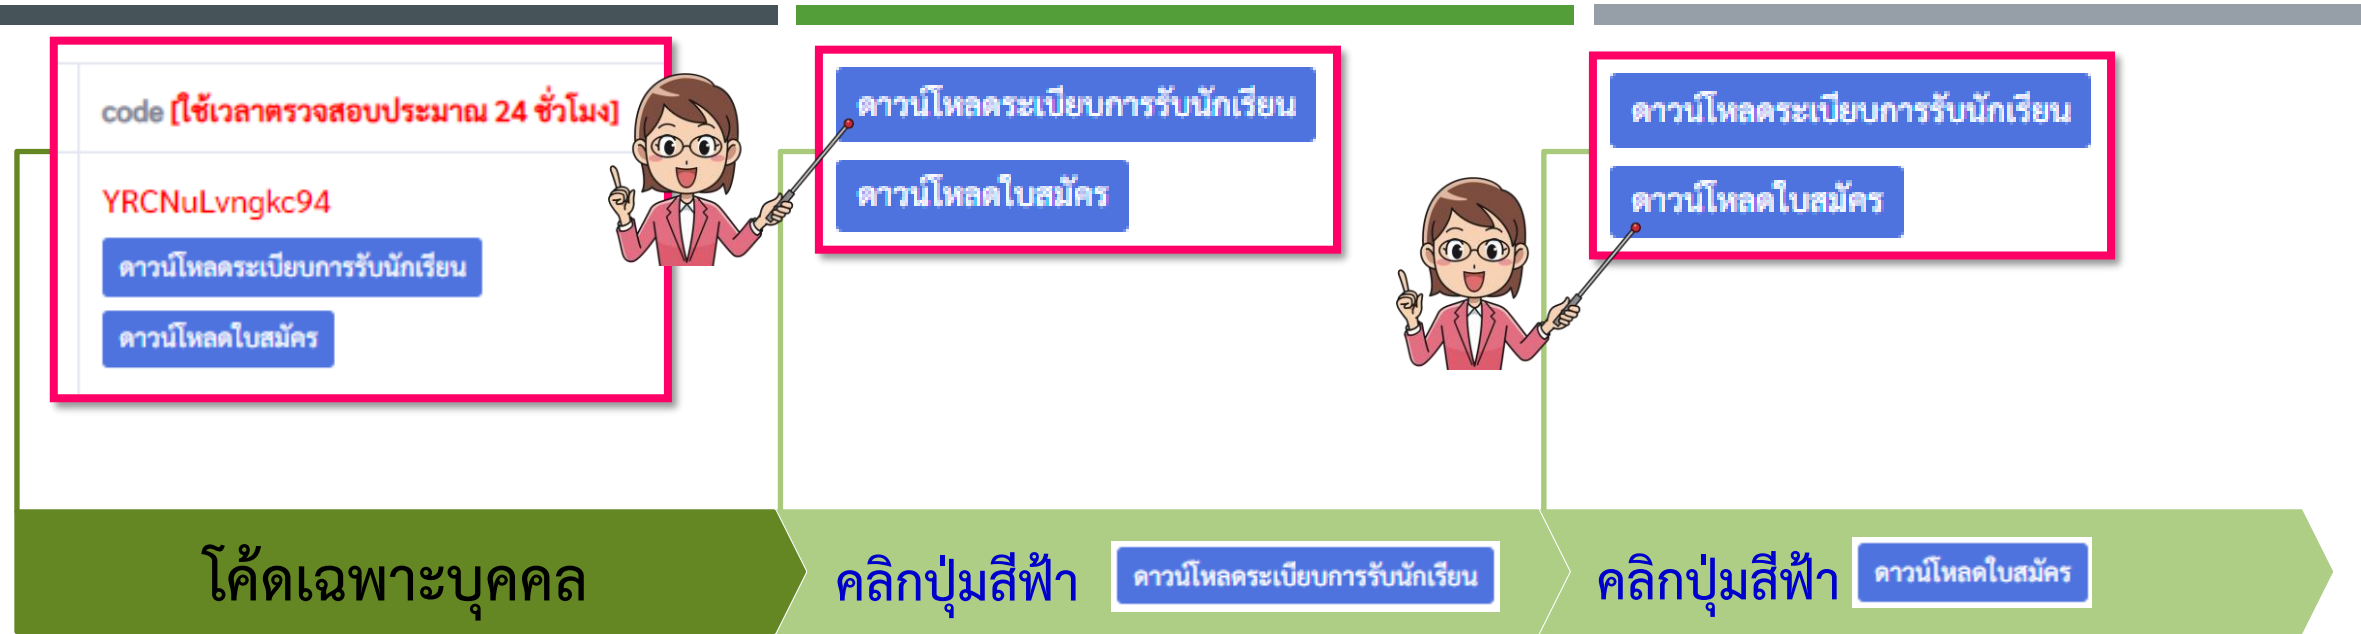 code [ใช้เวลาตรวจสอบประมาณ 24 ชั่วโมง]
YRCNuLvngkc94
ดาวน์โหลดระเบียบการรับนักเรียน
ดาวน์โหลดใบสมัคร
โค้ดเฉพาะบุคคล
ดาวน์โหลดระเบียบการรับนักเรียน
ดาวน์โหลดใบสมัคร
คลิกปุ่มสีฟ้า ดาวน์โหลดระเบียบการรับนักเรียน
ดาวน์โหลดระเบียบการรับนักเรียน
ดาวน์โหลดใบสมัคร
คลิกปุ่มสีฟ้า ดาวน์โหลดใบสมัคร